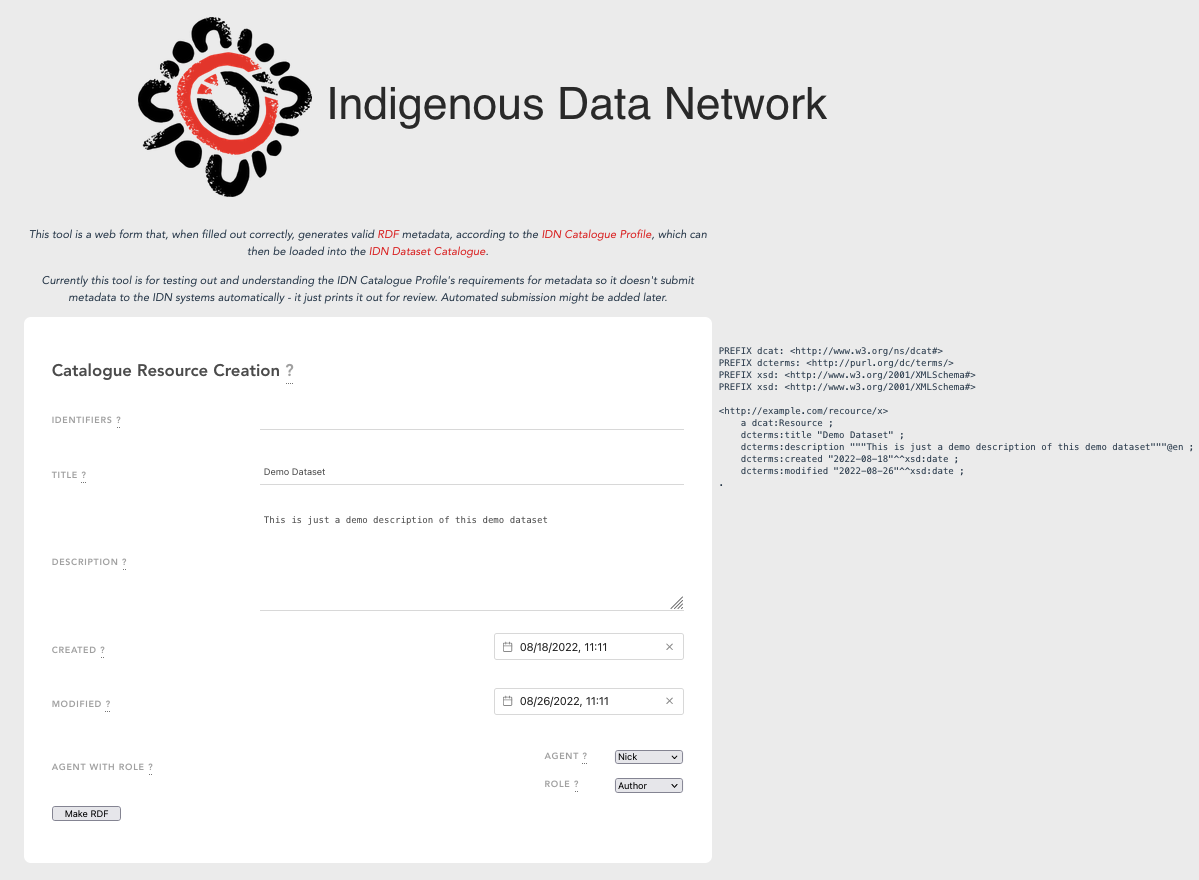 Indigenous Data Network
This tool is a web form that, when filled out correctly, generates valid RDF metadata, according to the IDN Catalogue Profile, which can
then be loaded into the IDN Dataset Catalogue.
Currently this tool is for testing out and understanding the IDN Catalogue Profile's requirements for metadata so it doesn't submit
metadata to the IDN systems automatically - it just prints it out for review. Automated submission might be added later.
Catalogue Resource Creation ?
IDENTIFIERS ?
TITLE ?
Demo Dataset
This is just a demo description of this demo dataset
DESCRIPTION ?
CREATED ?
08/18/2022, 11:11
MODIFIED ?
08/26/2022, 11:11
AGENT WITH ROLE ?
AGENT ?
Nick
ROLE ?
Author
Make RDF
PREFIX dcat: <http://www.w3.org/ns/dcat#>
PREFIX dcterms: <http://purl.org/dc/terms/>
PREFIX xsd: <http://www.w3.org/2001/XMLSchema#>
PREFIX xsd: <http://www.w3.org/2001/XMLSchema#>
<http://example.com/recource/x>
a dcat:Resource ;
dcterms:title "Demo Dataset" ;
dcterms:description """This is just a demo description of this demo dataset"""@en ;
dcterms:created "2022-08-18"^^xsd:date ;
dcterms:modified "2022-08-26"^^xsd:date ;
.